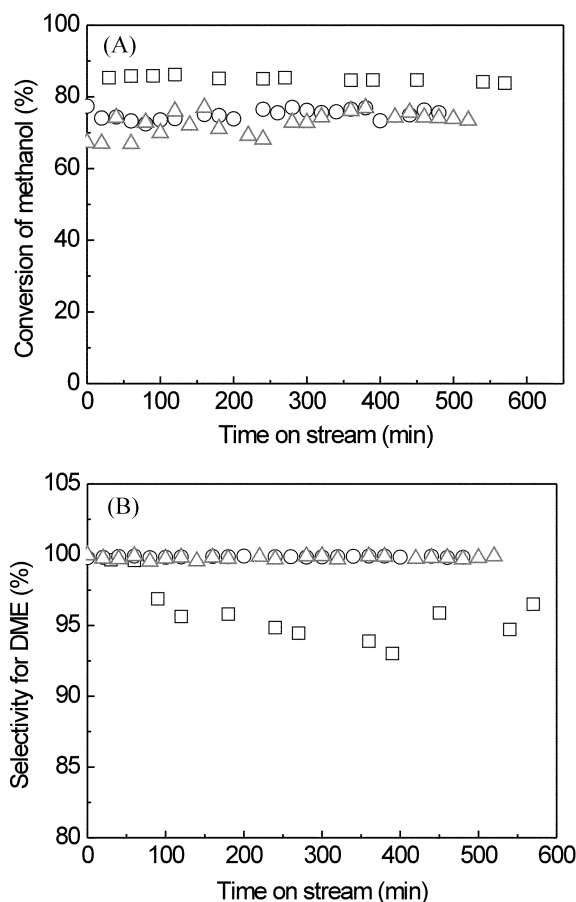 (A)
100
80
60
40
20
0
Conversion of methanol (%)
0 100 200 300 400 500 600
Time on stream (min)
(B)
105
100
95
90
85
80
Selectivity for DME (%)
0 100 200 300 400 500 600
Time on stream (min)